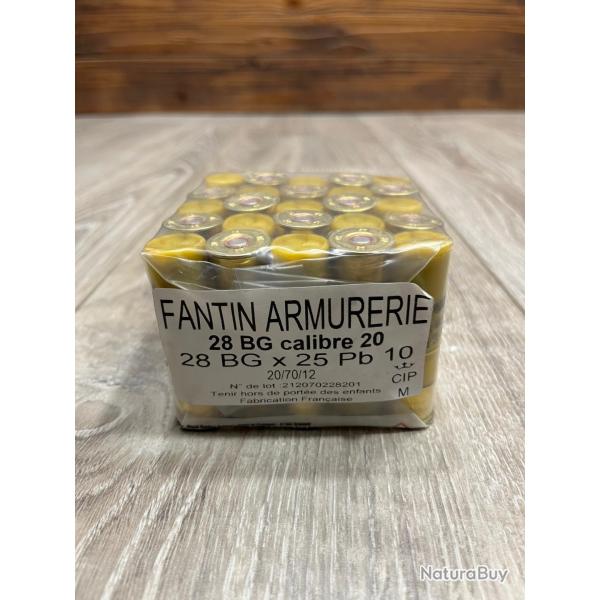 FANTIN ARMURERIE
28 BG calibre 20
28 BG x 25 Pb 10
20/70/12
CIP
N° de lot :212070228201
M
Tenir hors de portée des enfants
Fabrication Française
NaturaBuy